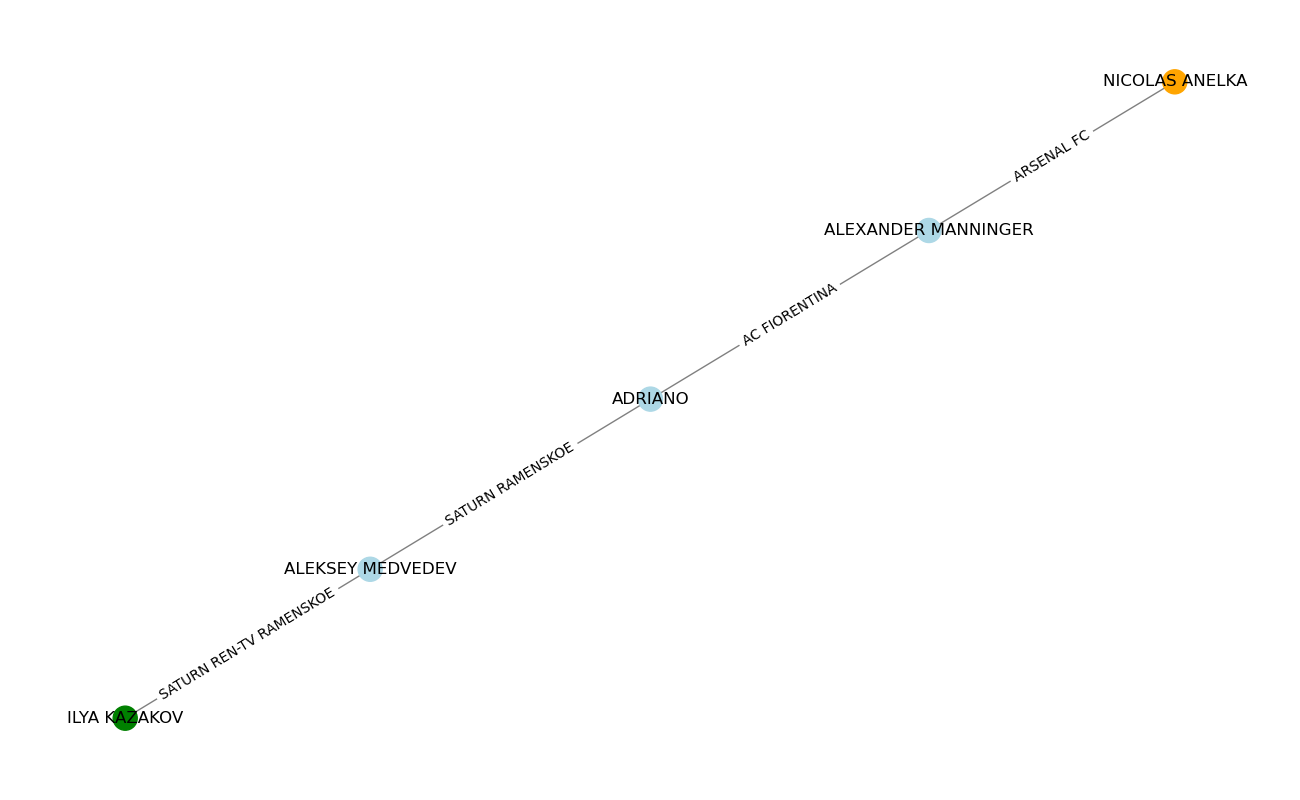 NICOLAS ANELKA
ARSENAL FC
ALEXANDER MANNINGER
AC FIORENTINA
ADRIANO
SATURN RAMENSKOE
ALEKSEY MEDVEDEV
SATURN REN-TV RAMENSKOE
ILYA KAZAKOV